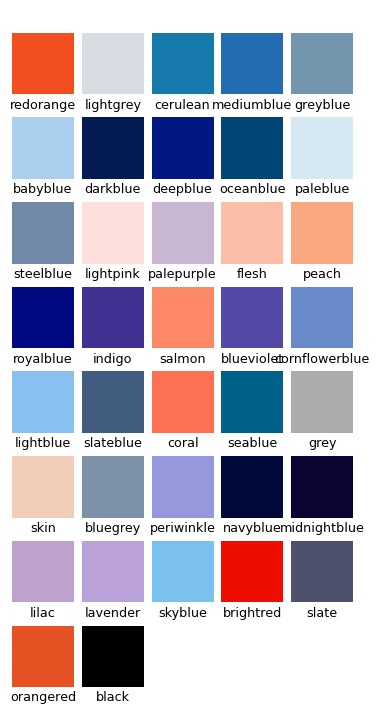 redorange lightgrey cerulean mediumblue greyblue
babyblue darkblue deepblue oceanblue paleblue
steelblue lightpink palepurple flesh peach
royalblue indigo salmon blueviolet cornflowerblue
lightblue slateblue coral seablue grey
skin bluegrey periwinkle navyblue midnightblue
lilac lavender skyblue brightred slate
orangered black